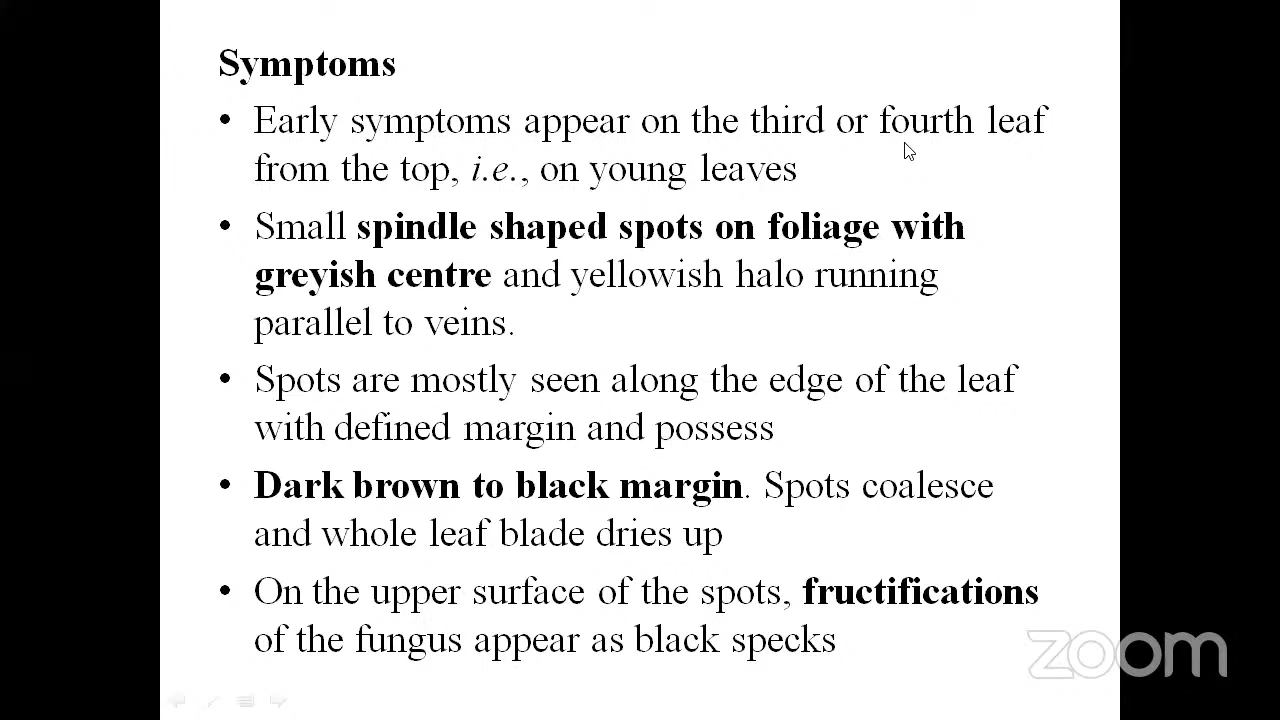 Symptoms
• Early symptoms appear on the third or fourth leaf
from the top, i.e., on young leaves
• Small spindle shaped spots on foliage with
greyish centre and yellowish halo running
parallel to veins.
• Spots are mostly seen along the edge of the leaf
with defined margin and possess
• Dark brown to black margin. Spots coalesce
and whole leaf blade dries up
• On the upper surface of the spots, fructifications
of the fungus appear as black specks
zoom